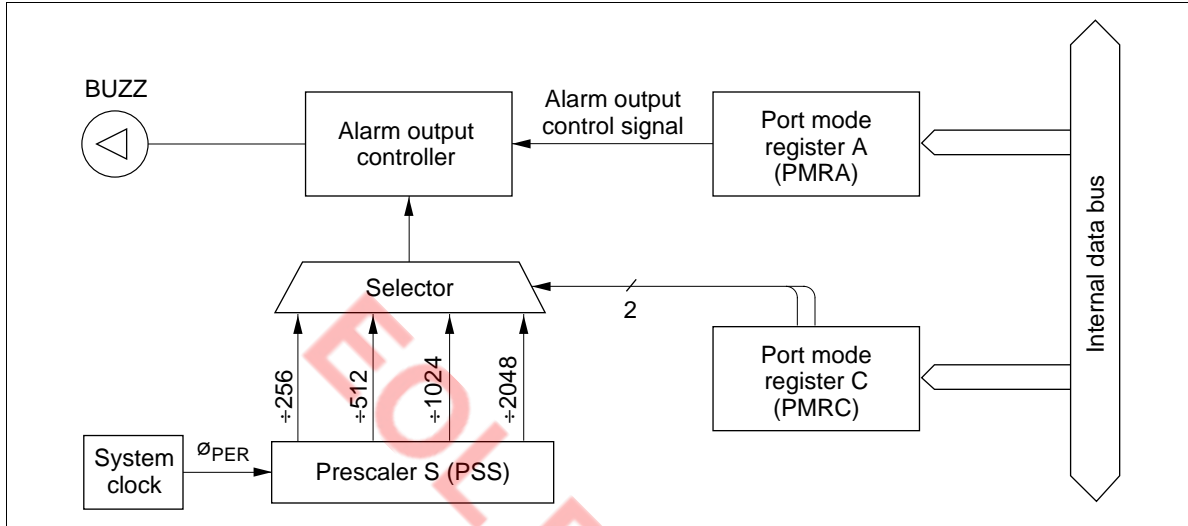 BUZZ
Alarm output
controller
Alarm output
control signal
Port mode
register A
(PMRA)
Internal data bus
Selector
2
Port mode
register C
(PMRC)
÷256
÷512
÷1024
÷2048
System
clock
øPER
Prescaler S (PSS)
EOL